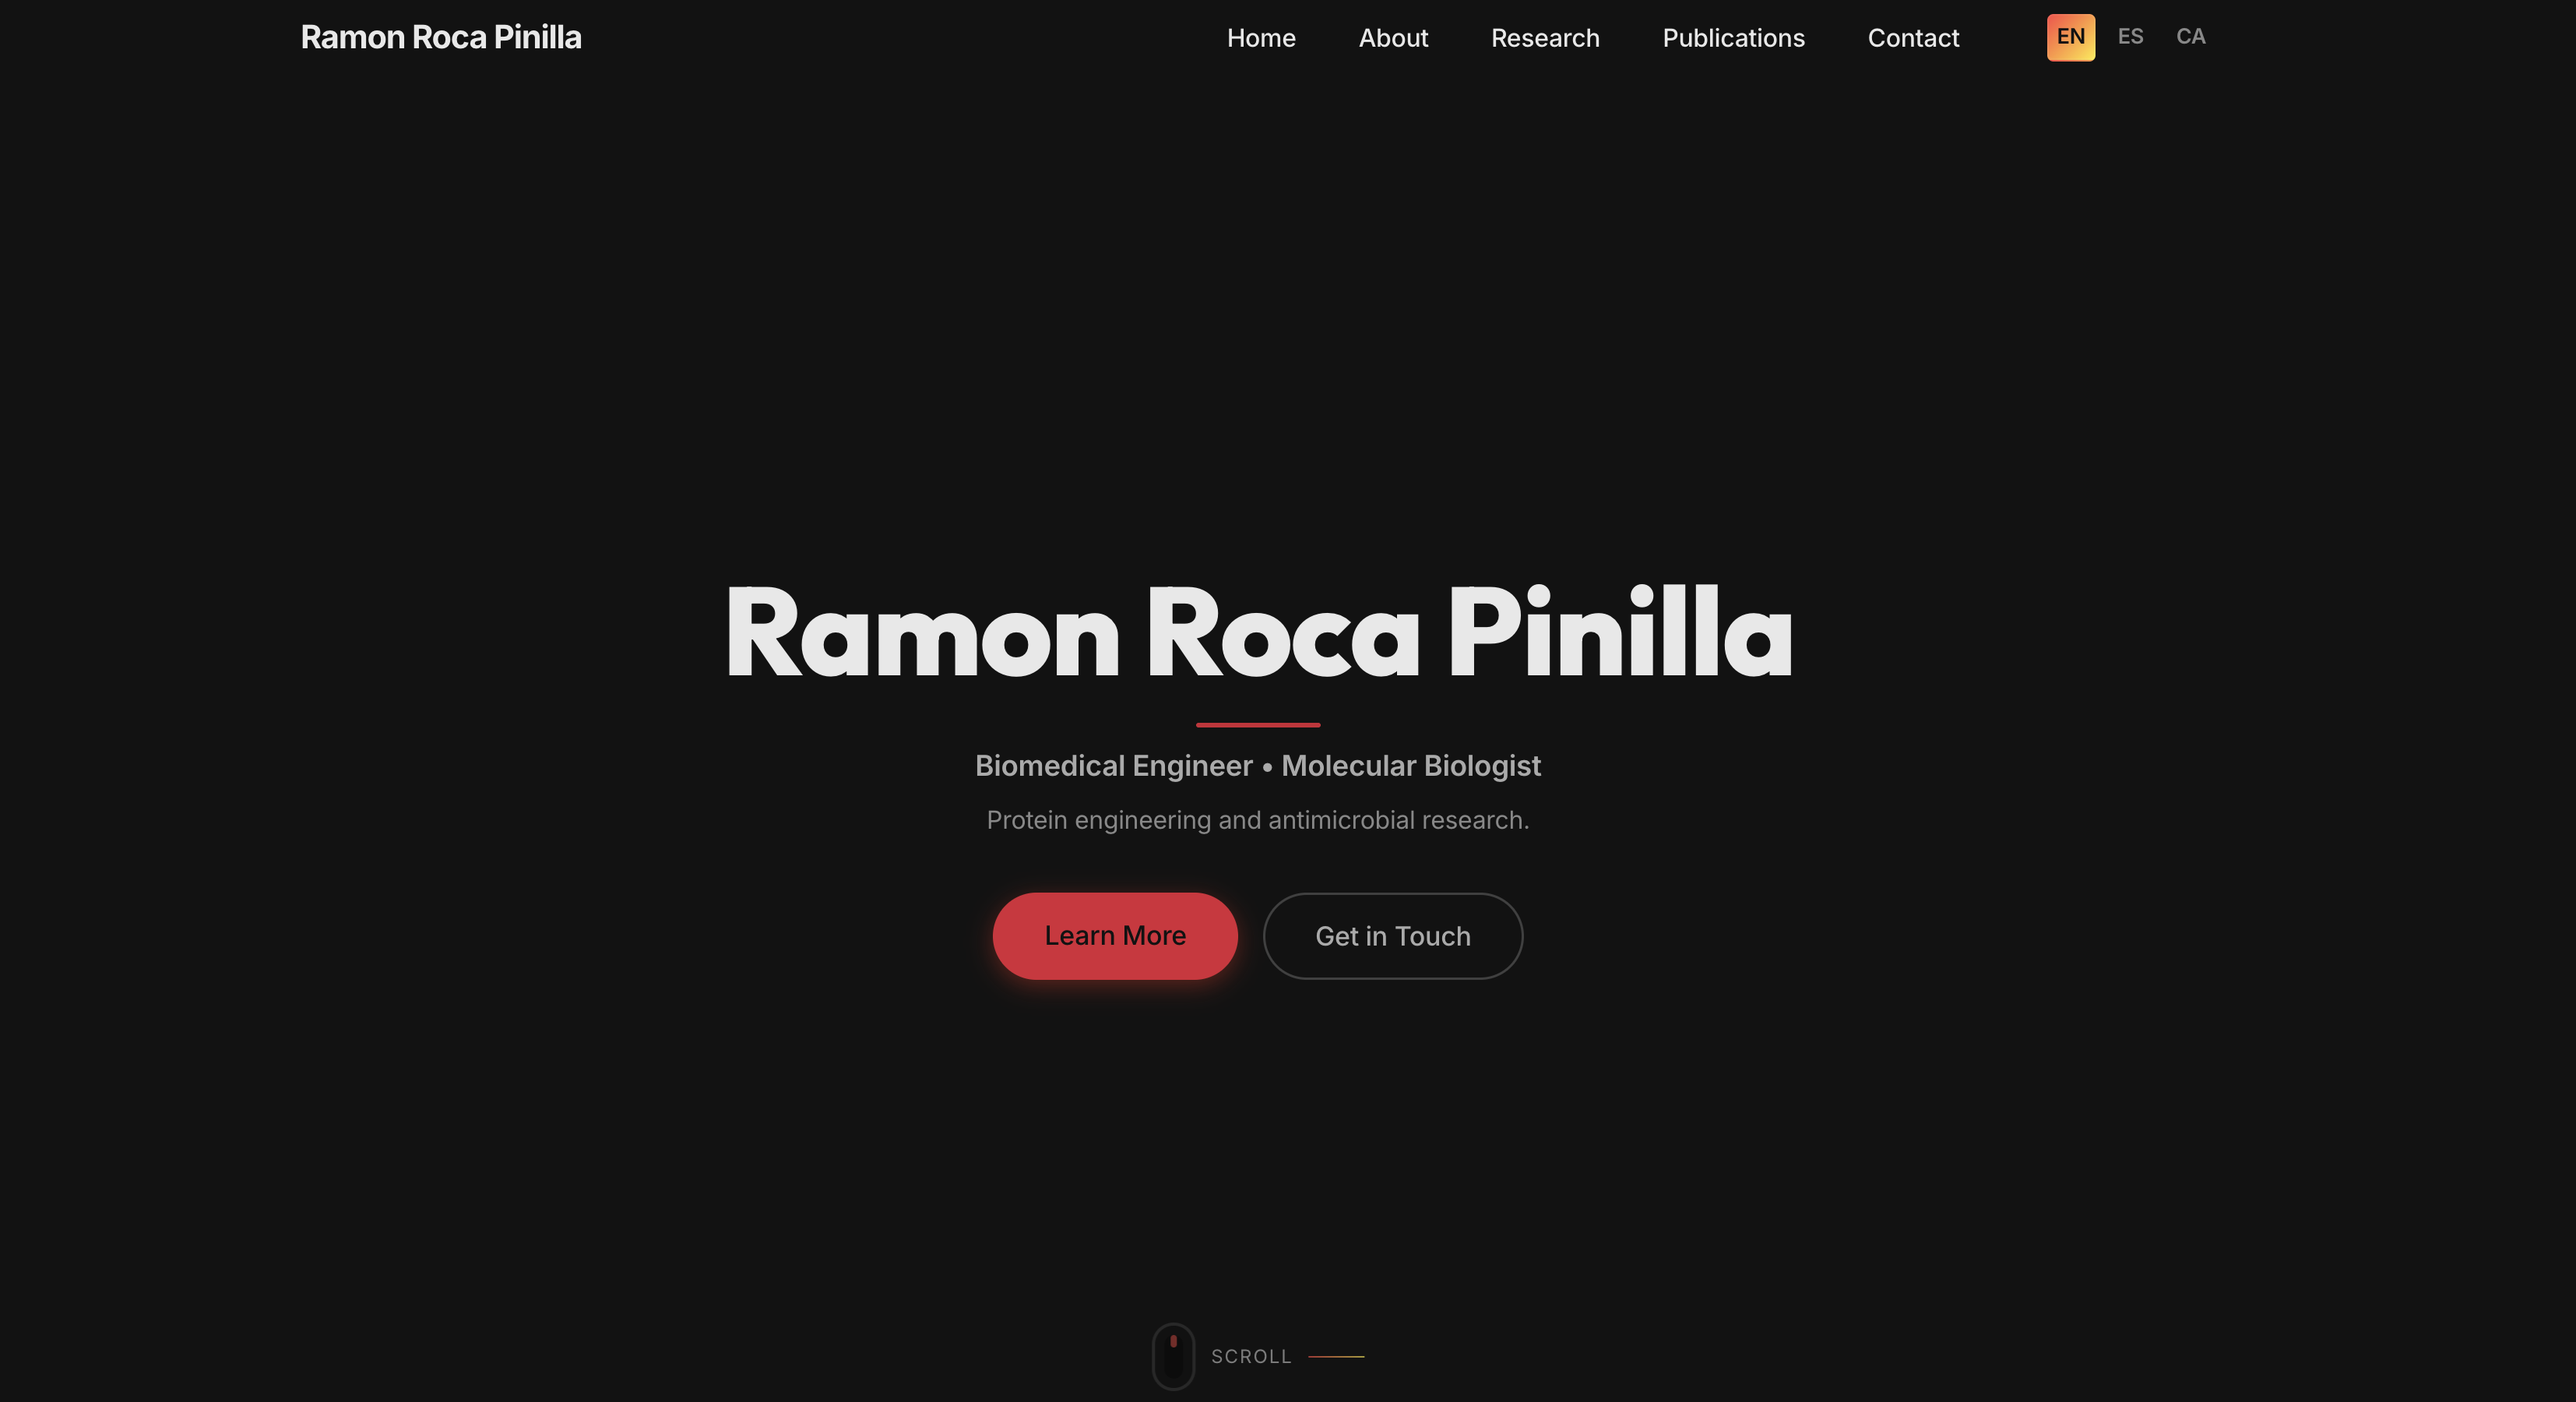 Ramon Roca Pinilla
Home About Research Publications Contact EN ES CA
Ramon Roca Pinilla
Biomedical Engineer • Molecular Biologist
Protein engineering and antimicrobial research.
Learn More Get in Touch
SCROLL